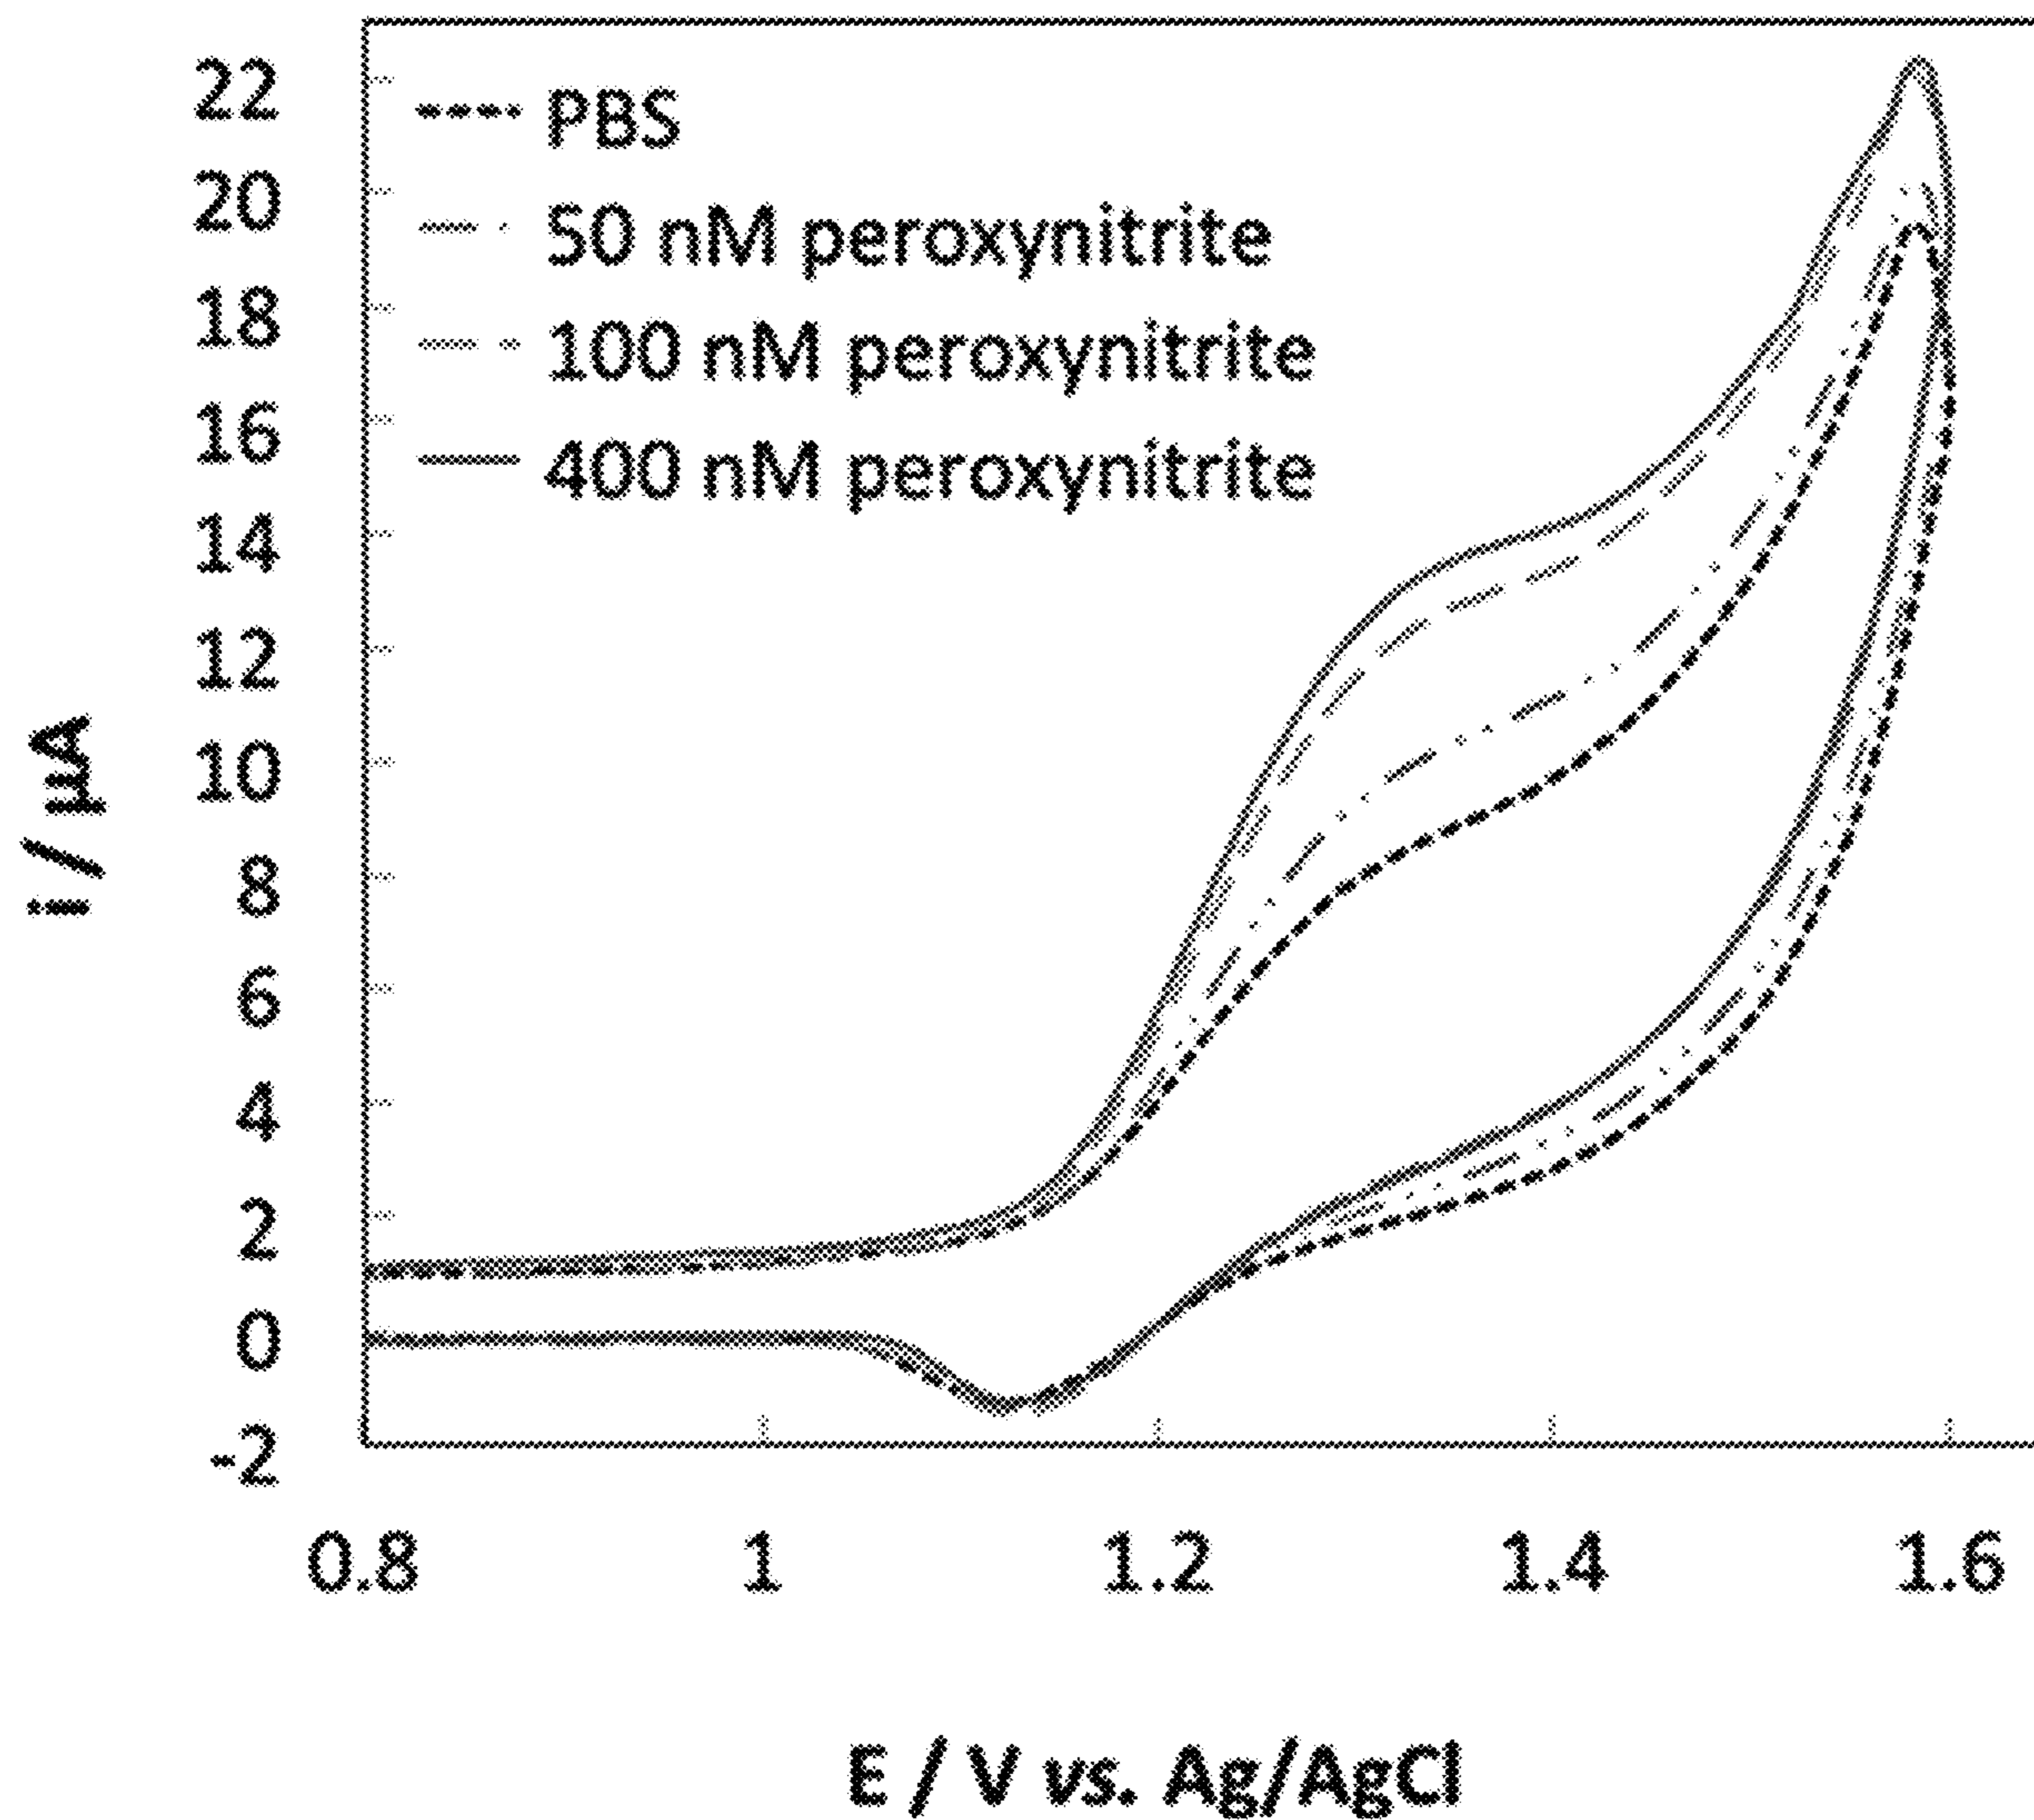 22
20
18
16
14
12
10
8
6
4
2
0
-2
i / µA
PBS
50 nM peroxynitrite
100 nM peroxynitrite
400 nM peroxynitrite
0.8 1 1.2 1.4 1.6
E / V vs. Ag/AgCl